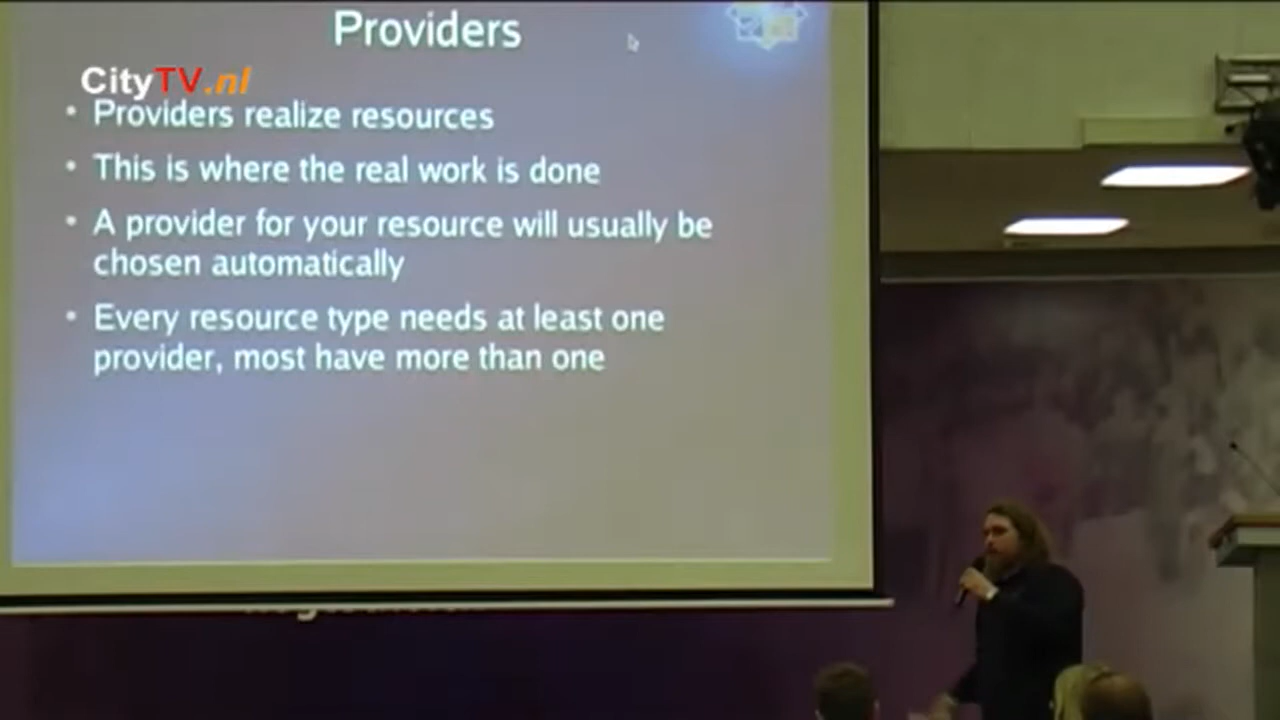 Providers
CityTV.nl
• Providers realize resources
• This is where the real work is done
• A provider for your resource will usually be
chosen automatically
• Every resource type needs at least one
provider, most have more than one